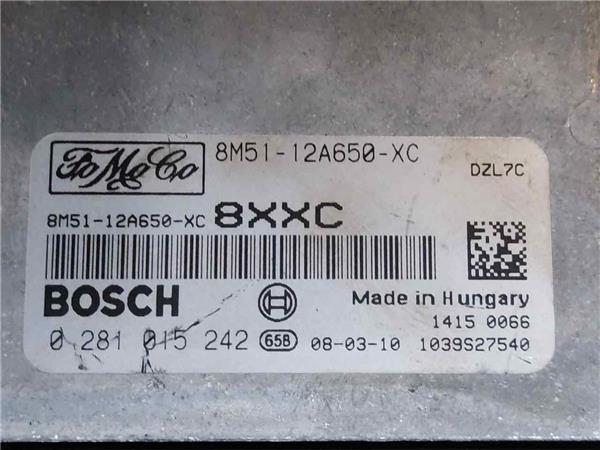 FoMoCo 8M51-12A650-XC
DZL7C
8M51-12A650-XC 8XXC
BOSCH
Made in Hungary
1415 0066
0 281 015 242 65B 08-03-10 1039S27540